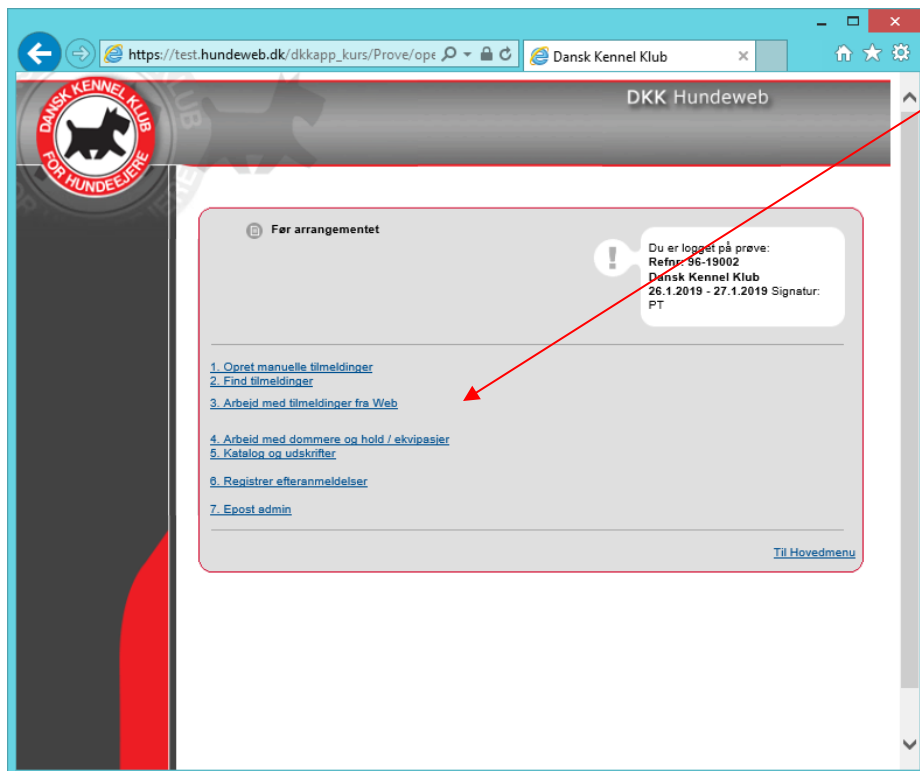 https://test.hundeweb.dk/dkkapp_kurs/Prove/ope
Dansk Kennel Klub
DANSK KENNEL KLUB
FOR HUNDEEJERE
DKK Hundeweb
Før arrangementet
Du er logget på prøve:
Refnr: 96-19002
Dansk Kennel Klub
26.1.2019 - 27.1.2019 Signatur:
PT
1. Opret manuelle tilmeldinger
2. Find tilmeldinger
3. Arbejd med tilmeldinger fra Web
4. Arbeid med dommere og hold / ekvipasjer
5. Katalog og udskrifter
6. Registrer efteranmeldelser
7. Epost admin
Til Hovedmenu